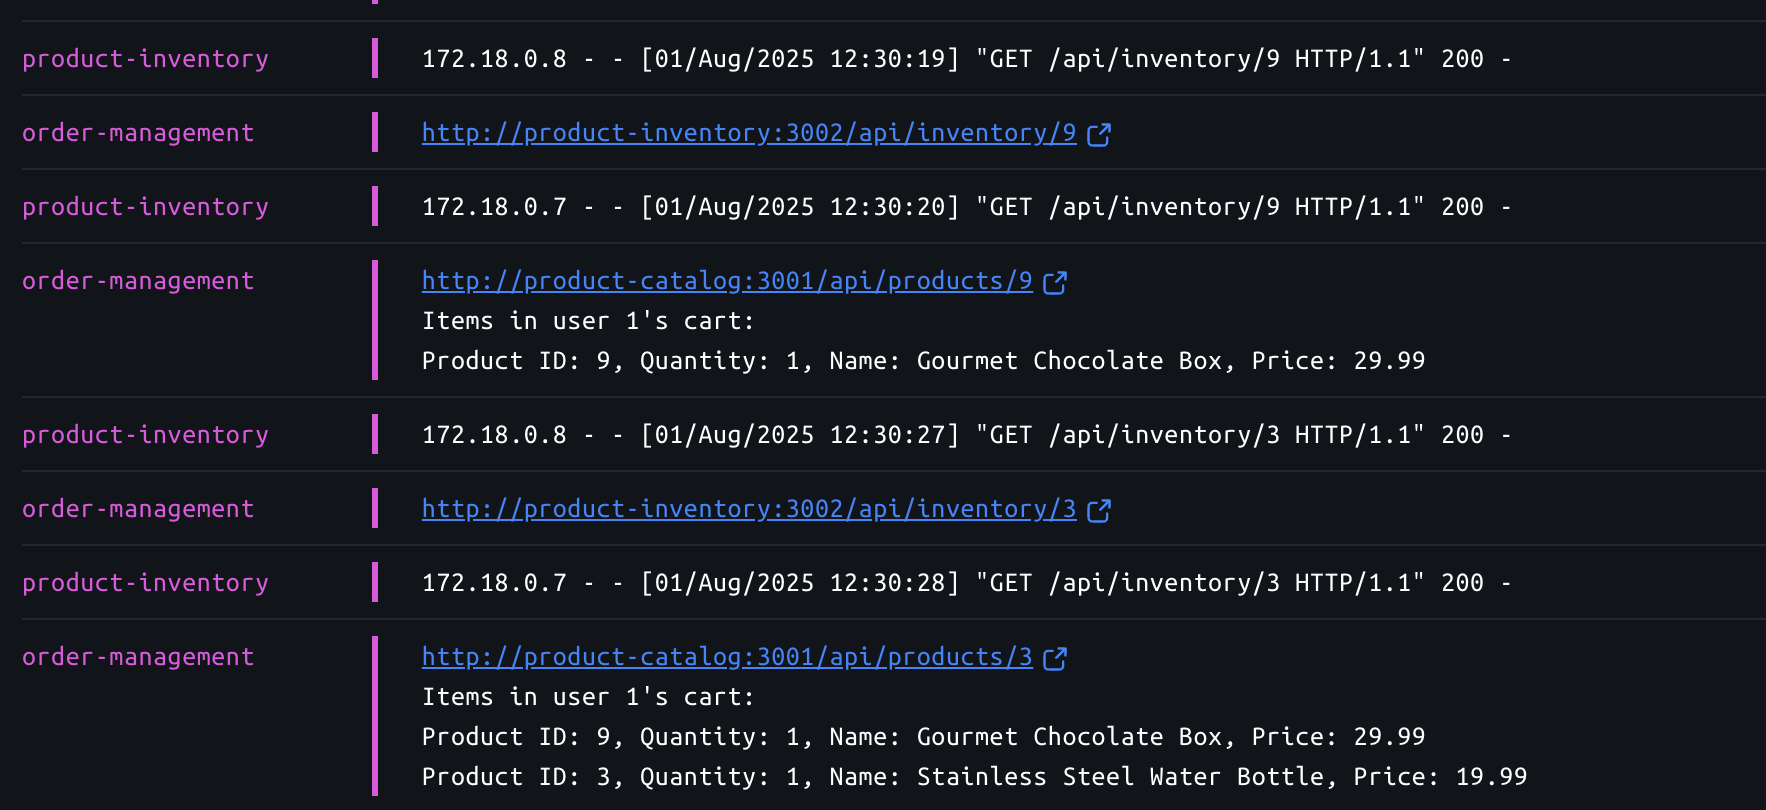 product-inventory 172.18.0.8 - - [01/Aug/2025 12:30:19] "GET /api/inventory/9 HTTP/1.1" 200 -
order-management http://product-inventory:3002/api/inventory/9
product-inventory 172.18.0.7 - - [01/Aug/2025 12:30:20] "GET /api/inventory/9 HTTP/1.1" 200 -
order-management http://product-catalog:3001/api/products/9
Items in user 1's cart:
Product ID: 9, Quantity: 1, Name: Gourmet Chocolate Box, Price: 29.99
product-inventory 172.18.0.8 - - [01/Aug/2025 12:30:27] "GET /api/inventory/3 HTTP/1.1" 200 -
order-management http://product-inventory:3002/api/inventory/3
product-inventory 172.18.0.7 - - [01/Aug/2025 12:30:28] "GET /api/inventory/3 HTTP/1.1" 200 -
order-management http://product-catalog:3001/api/products/3
Items in user 1's cart:
Product ID: 9, Quantity: 1, Name: Gourmet Chocolate Box, Price: 29.99
Product ID: 3, Quantity: 1, Name: Stainless Steel Water Bottle, Price: 19.99